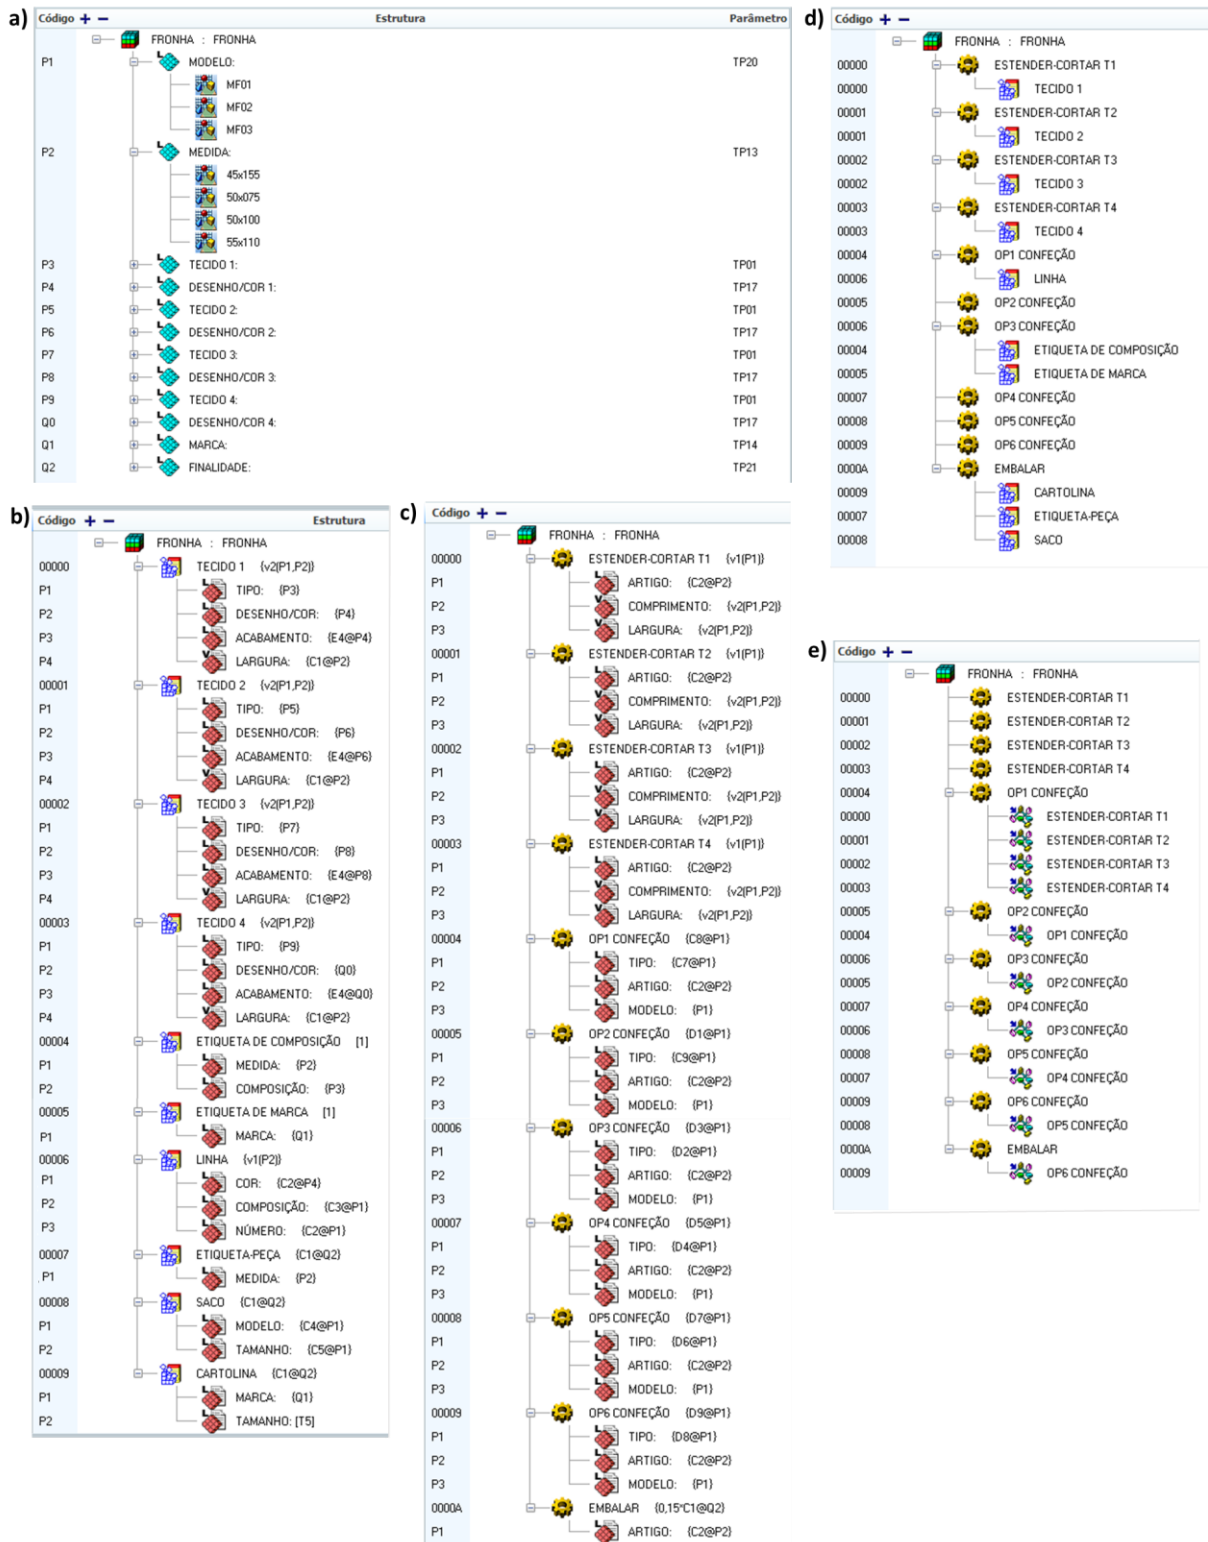 a)
Código + − Estrutura Parâmetro
FRONHA : FRONHA
P1 MODELO: TP20
MF01
MF02
MF03
P2 MEDIDA: TP13
45x155
50x075
50x100
55x110
P3 TECIDO 1: TP01
P4 DESENHO/COR 1: TP17
P5 TECIDO 2: TP01
P6 DESENHO/COR 2: TP17
P7 TECIDO 3: TP01
P8 DESENHO/COR 3: TP17
P9 TECIDO 4: TP01
Q0 DESENHO/COR 4: TP17
Q1 MARCA: TP14
Q2 FINALIDADE: TP21
b)
Código + − Estrutura
FRONHA : FRONHA
00000 TECIDO 1 {v2(P1,P2)}
P1 TIPO: {P3}
P2 DESENHO/COR: {P4}
P3 ACABAMENTO: {E4@P4}
P4 LARGURA: {C1@P2}
00001 TECIDO 2 {v2(P1,P2)}
P1 TIPO: {P5}
P2 DESENHO/COR: {P6}
P3 ACABAMENTO: {E4@P6}
P4 LARGURA: {C1@P2}
00002 TECIDO 3 {v2(P1,P2)}
P1 TIPO: {P7}
P2 DESENHO/COR: {P8}
P3 ACABAMENTO: {E4@P8}
P4 LARGURA: {C1@P2}
00003 TECIDO 4 {v2(P1,P2)}
P1 TIPO: {P9}
P2 DESENHO/COR: {Q0}
P3 ACABAMENTO: {E4@Q0}
P4 LARGURA: {C1@P2}
00004 ETIQUETA DE COMPOSIÇÃO [1]
P1 MEDIDA: {P2}
P2 COMPOSIÇÃO: {P3}
00005 ETIQUETA DE MARCA [1]
P1 MARCA: {Q1}
00006 LINHA {v1(P2)}
P1 COR: {C2@P4}
P2 COMPOSIÇÃO: {C3@P1}
P3 NÚMERO: {C2@P1}
00007 ETIQUETA-PEÇA {C1@Q2}
P1 MEDIDA: {P2}
00008 SACO {C1@Q2}
P1 MODELO: {C4@P1}
P2 TAMANHO: {C5@P1}
00009 CARTOLINA {C1@Q2}
P1 MARCA: {Q1}
P2 TAMANHO: [T5]
c)
Código + −
FRONHA : FRONHA
00000 ESTENDER-CORTAR T1 {v1(P1)}
P1 ARTIGO: {C2@P2}
P2 COMPRIMENTO: {v2(P1,P2)}
P3 LARGURA: {v2(P1,P2)}
00001 ESTENDER-CORTAR T2 {v1(P1)}
P1 ARTIGO: {C2@P2}
P2 COMPRIMENTO: {v2(P1,P2)}
P3 LARGURA: {v2(P1,P2)}
00002 ESTENDER-CORTAR T3 {v1(P1)}
P1 ARTIGO: {C2@P2}
P2 COMPRIMENTO: {v2(P1,P2)}
P3 LARGURA: {v2(P1,P2)}
00003 ESTENDER-CORTAR T4 {v1(P1)}
P1 ARTIGO: {C2@P2}
P2 COMPRIMENTO: {v2(P1,P2)}
P3 LARGURA: {v2(P1,P2)}
00004 OP1 CONFEÇÃO {C8@P1}
P1 TIPO: {C7@P1}
P2 ARTIGO: {C2@P2}
P3 MODELO: {P1}
00005 OP2 CONFEÇÃO {D1@P1}
P1 TIPO: {C9@P1}
P2 ARTIGO: {C2@P2}
P3 MODELO: {P1}
00006 OP3 CONFEÇÃO {D3@P1}
P1 TIPO: {D2@P1}
P2 ARTIGO: {C2@P2}
P3 MODELO: {P1}
00007 OP4 CONFEÇÃO {D5@P1}
P1 TIPO: {D4@P1}
P2 ARTIGO: {C2@P2}
P3 MODELO: {P1}
00008 OP5 CONFEÇÃO {D7@P1}
P1 TIPO: {D6@P1}
P2 ARTIGO: {C2@P2}
P3 MODELO: {P1}
00009 OP6 CONFEÇÃO {D9@P1}
P1 TIPO: {D8@P1}
P2 ARTIGO: {C2@P2}
P3 MODELO: {P1}
0000A EMBALAR {0,15*C1@Q2}
P1 ARTIGO: {C2@P2}
d)
Código + −
FRONHA : FRONHA
00000 ESTENDER-CORTAR T1
00000 TECIDO 1
00001 ESTENDER-CORTAR T2
00001 TECIDO 2
00002 ESTENDER-CORTAR T3
00002 TECIDO 3
00003 ESTENDER-CORTAR T4
00003 TECIDO 4
00004 OP1 CONFEÇÃO
00006 LINHA
00005 OP2 CONFEÇÃO
00006 OP3 CONFEÇÃO
00004 ETIQUETA DE COMPOSIÇÃO
00005 ETIQUETA DE MARCA
00007 OP4 CONFEÇÃO
00008 OP5 CONFEÇÃO
00009 OP6 CONFEÇÃO
0000A EMBALAR
00009 CARTOLINA
00007 ETIQUETA-PEÇA
00008 SACO
e)
Código + −
FRONHA : FRONHA
00000 ESTENDER-CORTAR T1
00001 ESTENDER-CORTAR T2
00002 ESTENDER-CORTAR T3
00003 ESTENDER-CORTAR T4
00004 OP1 CONFEÇÃO
00000 ESTENDER-CORTAR T1
00001 ESTENDER-CORTAR T2
00002 ESTENDER-CORTAR T3
00003 ESTENDER-CORTAR T4
00005 OP2 CONFEÇÃO
00004 OP1 CONFEÇÃO
00006 OP3 CONFEÇÃO
00005 OP2 CONFEÇÃO
00007 OP4 CONFEÇÃO
00006 OP3 CONFEÇÃO
00008 OP5 CONFEÇÃO
00007 OP4 CONFEÇÃO
00009 OP6 CONFEÇÃO
00008 OP5 CONFEÇÃO
0000A EMBALAR
00009 OP6 CONFEÇÃO